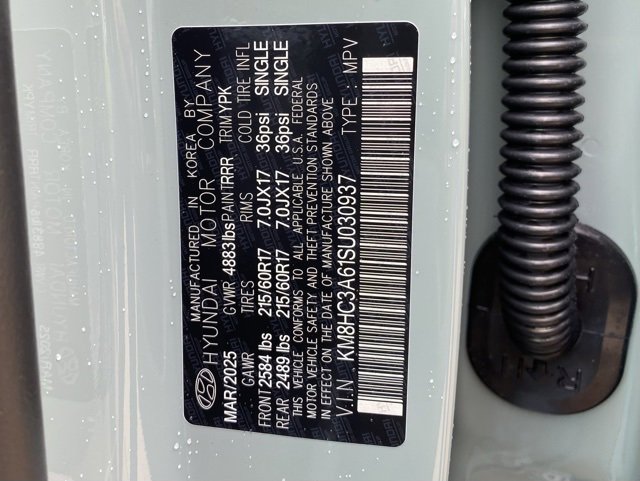 MANUFACTURED IN KOREA BY
HYUNDAI MOTOR COMPANY
MAR/2025 GVWR 4883lbs PAINT RRR TRIM YPK
GAWR TIRES RIMS COLD TIRE INFL
FRONT 2584 lbs 215/60R17 7.0JX17 36psi SINGLE
REAR 2489 lbs 215/60R17 7.0JX17 36psi SINGLE
THIS VEHICLE CONFORMS TO ALL APPLICABLE U.S.A. FEDERAL
MOTOR VEHICLE SAFETY AND THEFT PREVENTION STANDARDS
IN EFFECT ON THE DATE OF MANUFACTURE SHOWN ABOVE
V.I.N : KM8HC3A61SU030937 TYPE : MPV